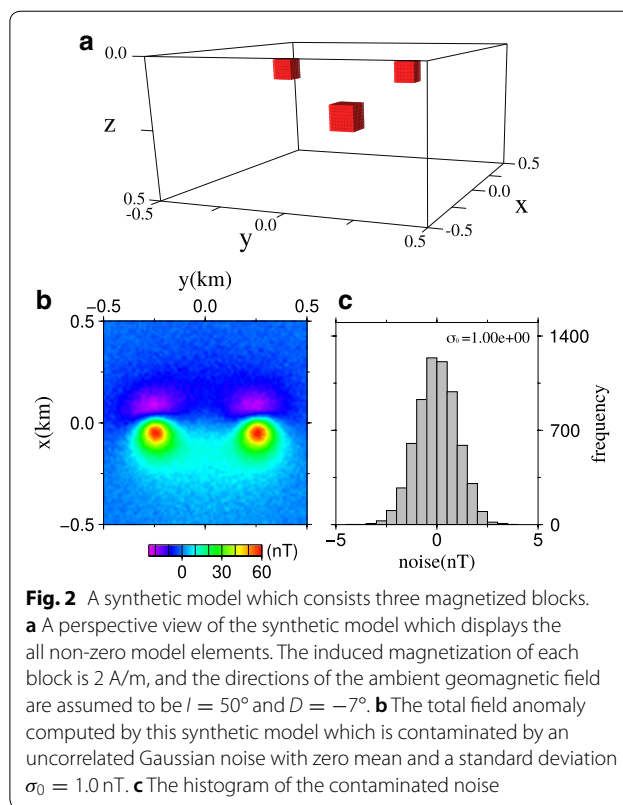 a
0.0
z
0.5
-0.5
0.0
y
0.5
-0.5
0.0
0.5
x
b
y(km)
-0.5 0.0 0.5
0.5
0.0
-0.5
x(km)
0 30 60
(nT)
c
σ₀ =1.00e+00
1400
700
0
frequency
-5 0 5
noise(nT)
Fig. 2 A synthetic model which consists three magnetized blocks.
a A perspective view of the synthetic model which displays the
all non-zero model elements. The induced magnetization of each
block is 2 A/m, and the directions of the ambient geomagnetic field
are assumed to be I = 50° and D = −7°. b The total field anomaly
computed by this synthetic model which is contaminated by an
uncorrelated Gaussian noise with zero mean and a standard deviation
σ₀ = 1.0 nT. c The histogram of the contaminated noise